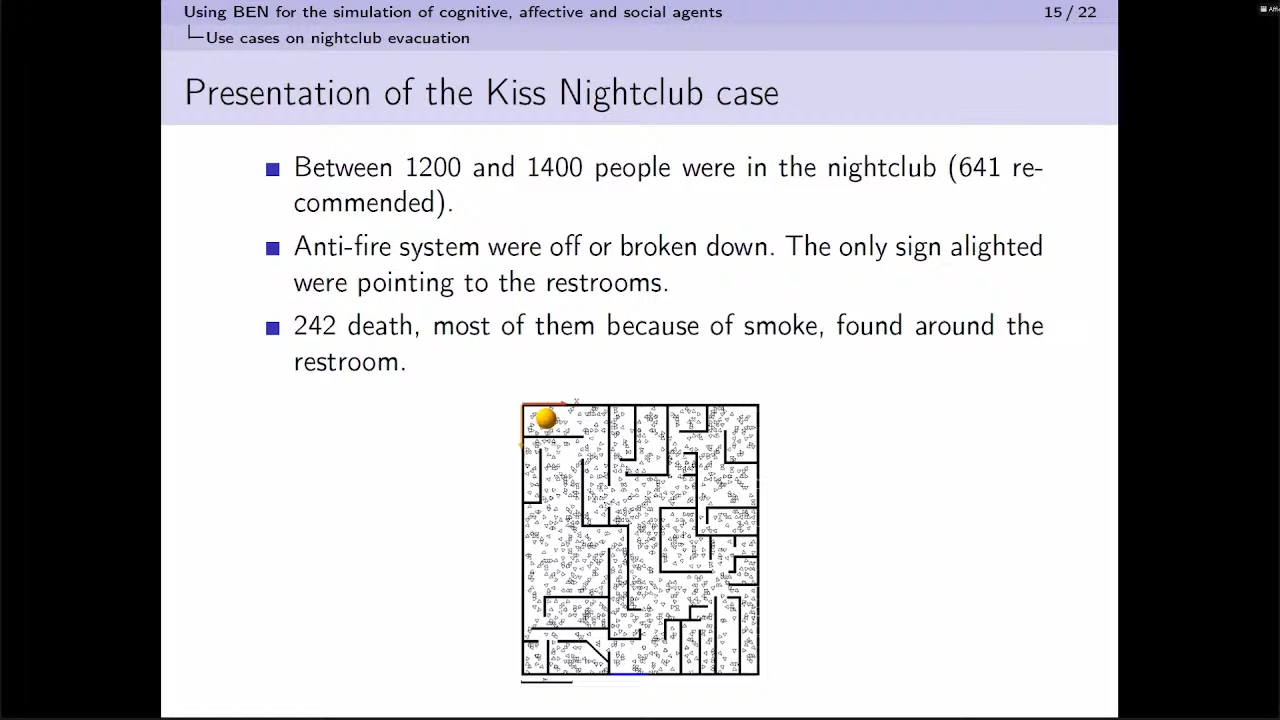 Using BEN for the simulation of cognitive, affective and social agents 15 / 22
Use cases on nightclub evacuation
Presentation of the Kiss Nightclub case
Between 1200 and 1400 people were in the nightclub (641 re-
commended).
Anti-fire system were off or broken down. The only sign alighted
were pointing to the restrooms.
242 death, most of them because of smoke, found around the
restroom.
x